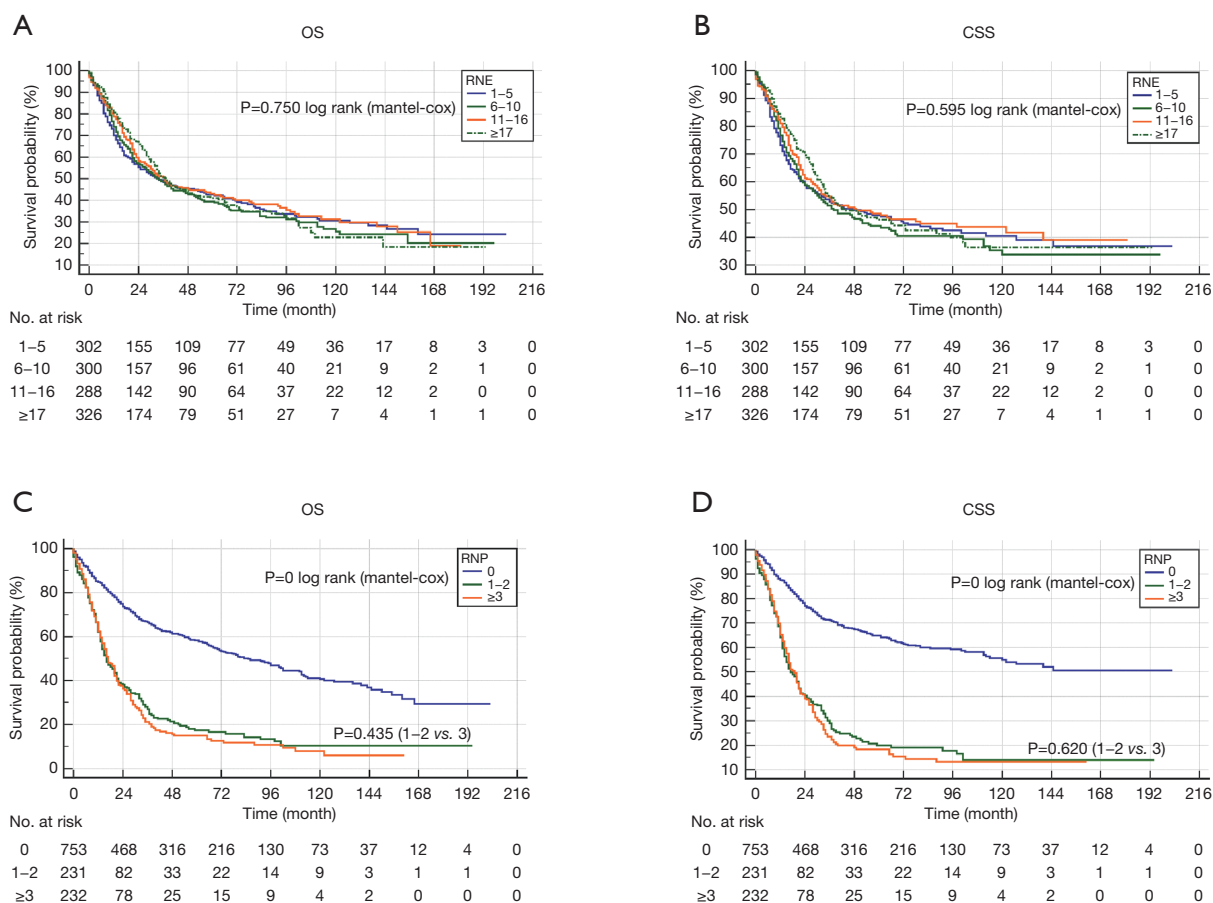 A
OS
Survival probability (%)
100
90
80
70
60
50
40
30
20
10
P=0.750 log rank (mantel-cox)
RNE
1–5
6–10
11–16
≥17
0 24 48 72 96 120 144 168 192 216
Time (month)
No. at risk
1–5 302 155 109 77 49 36 17 8 3 0
6–10 300 157 96 61 40 21 9 2 1 0
11–16 288 142 90 64 37 22 12 2 0 0
≥17 326 174 79 51 27 7 4 1 1 0
B
CSS
Survival probability (%)
100
90
80
70
60
50
40
30
P=0.595 log rank (mantel-cox)
RNE
1–5
6–10
11–16
≥17
0 24 48 72 96 120 144 168 192 216
Time (month)
No. at risk
1–5 302 155 109 77 49 36 17 8 3 0
6–10 300 157 96 61 40 21 9 2 1 0
11–16 288 142 90 64 37 22 12 2 0 0
≥17 326 174 79 51 27 7 4 1 1 0
C
OS
Survival probability (%)
100
80
60
40
20
0
P=0 log rank (mantel-cox)
RNP
0
1–2
≥3
P=0.435 (1–2 vs. 3)
0 24 48 72 96 120 144 168 192 216
Time (month)
No. at risk
0 753 468 316 216 130 73 37 12 4 0
1–2 231 82 33 22 14 9 3 1 1 0
≥3 232 78 25 15 9 4 2 0 0 0
D
CSS
Survival probability (%)
100
90
80
70
60
50
40
30
20
10
P=0 log rank (mantel-cox)
RNP
0
1–2
≥3
P=0.620 (1–2 vs. 3)
0 24 48 72 96 120 144 168 192 216
Time (month)
No. at risk
0 753 468 316 216 130 73 37 12 4 0
1–2 231 82 33 22 14 9 3 1 1 0
≥3 232 78 25 15 9 4 2 0 0 0